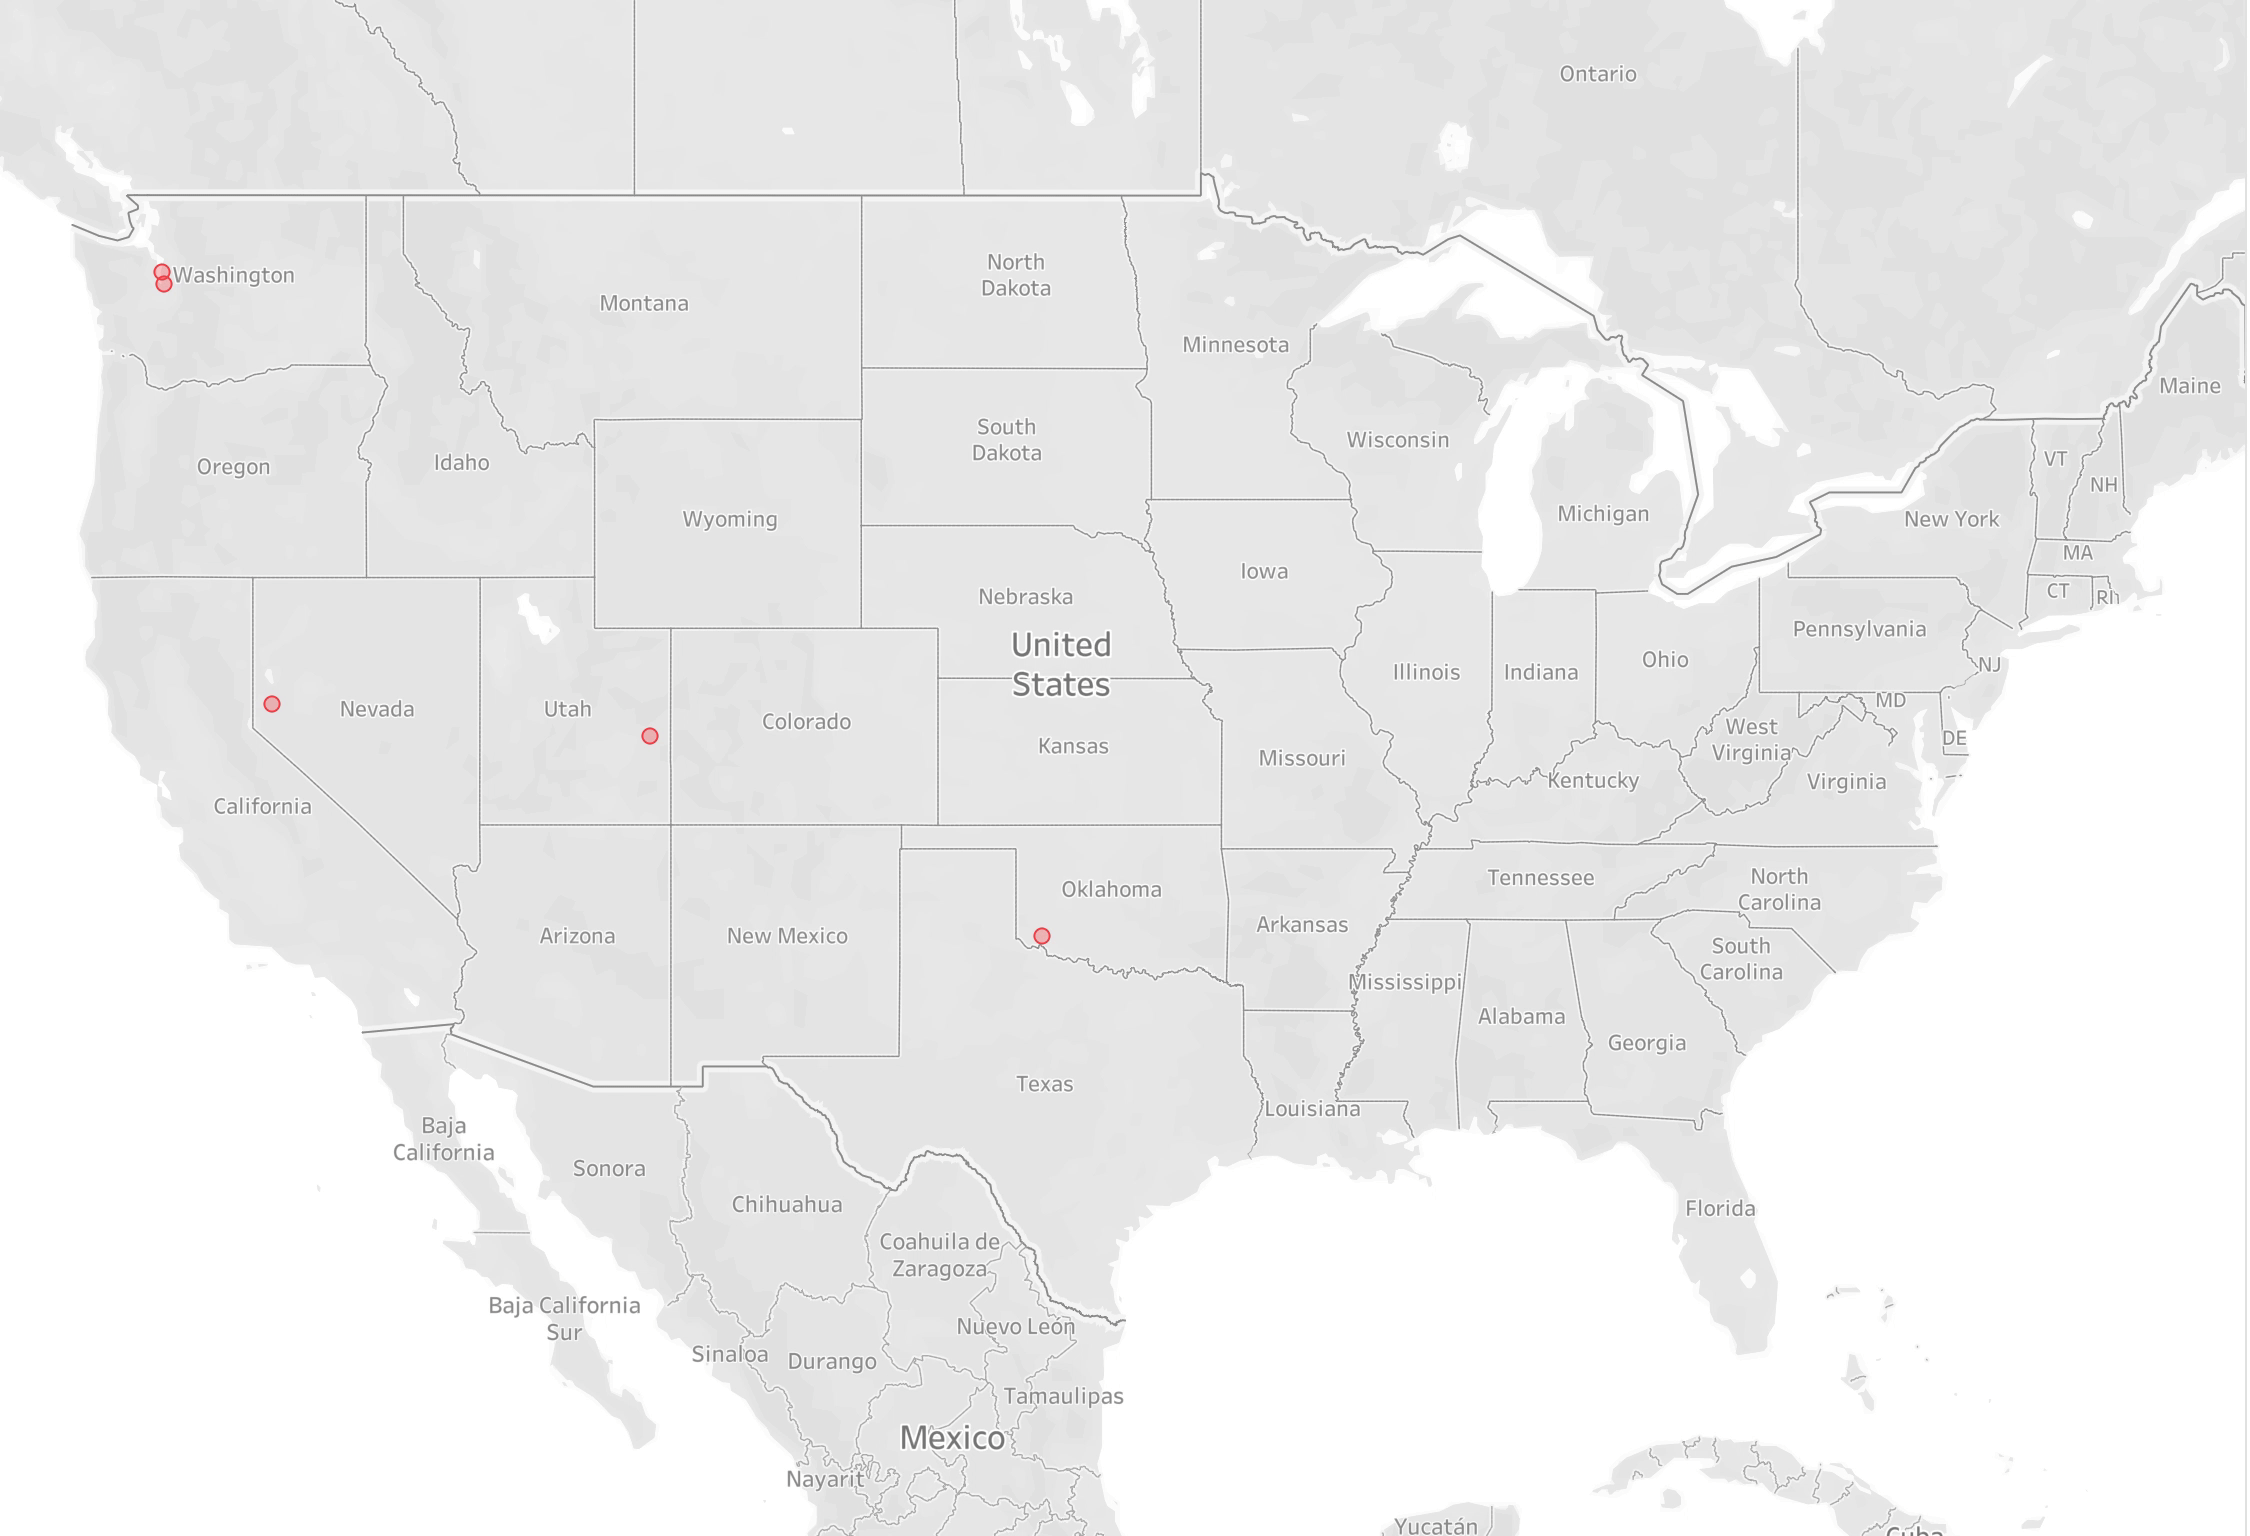 Ontario
Washington
Montana
North
Dakota
Minnesota
Maine
Oregon
Idaho
South
Dakota
Wisconsin
VT
NH
Wyoming
Michigan
New York
MA
Iowa
CT
RI
Nebraska
United
States
Pennsylvania
NJ
Nevada
Utah
Colorado
Kansas
Missouri
Illinois
Indiana
Ohio
West
Virginia
MD
DE
California
Kentucky
Virginia
Oklahoma
Tennessee
North
Carolina
Arizona
New Mexico
Arkansas
South
Carolina
Mississippi
Alabama
Georgia
Texas
Louisiana
Baja
California
Sonora
Chihuahua
Florida
Coahuila de
Zaragoza
Baja California
Sur
Nuevo León
Sinaloa
Durango
Tamaulipas
Mexico
Nayarit
Yucatán
Cuba